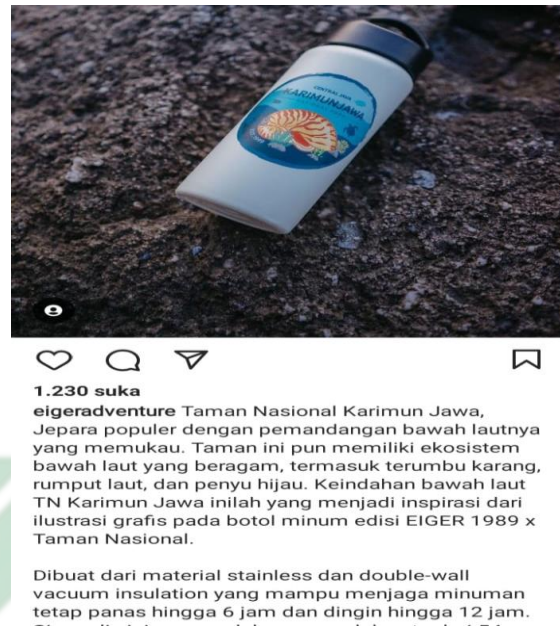 CENTRAL JAVA
KARIMUNJAWA
1.230 suka
eigeradventure Taman Nasional Karimun Jawa,
Jepara populer dengan pemandangan bawah lautnya
yang memukau. Taman ini pun memiliki ekosistem
bawah laut yang beragam, termasuk terumbu karang,
rumput laut, dan penyu hijau. Keindahan bawah laut
TN Karimun Jawa inilah yang menjadi inspirasi dari
ilustrasi grafis pada botol minum edisi EIGER 1989 x
Taman Nasional.
Dibuat dari material stainless dan double-wall
vacuum insulation yang mampu menjaga minuman
tetap panas hingga 6 jam dan dingin hingga 12 jam.